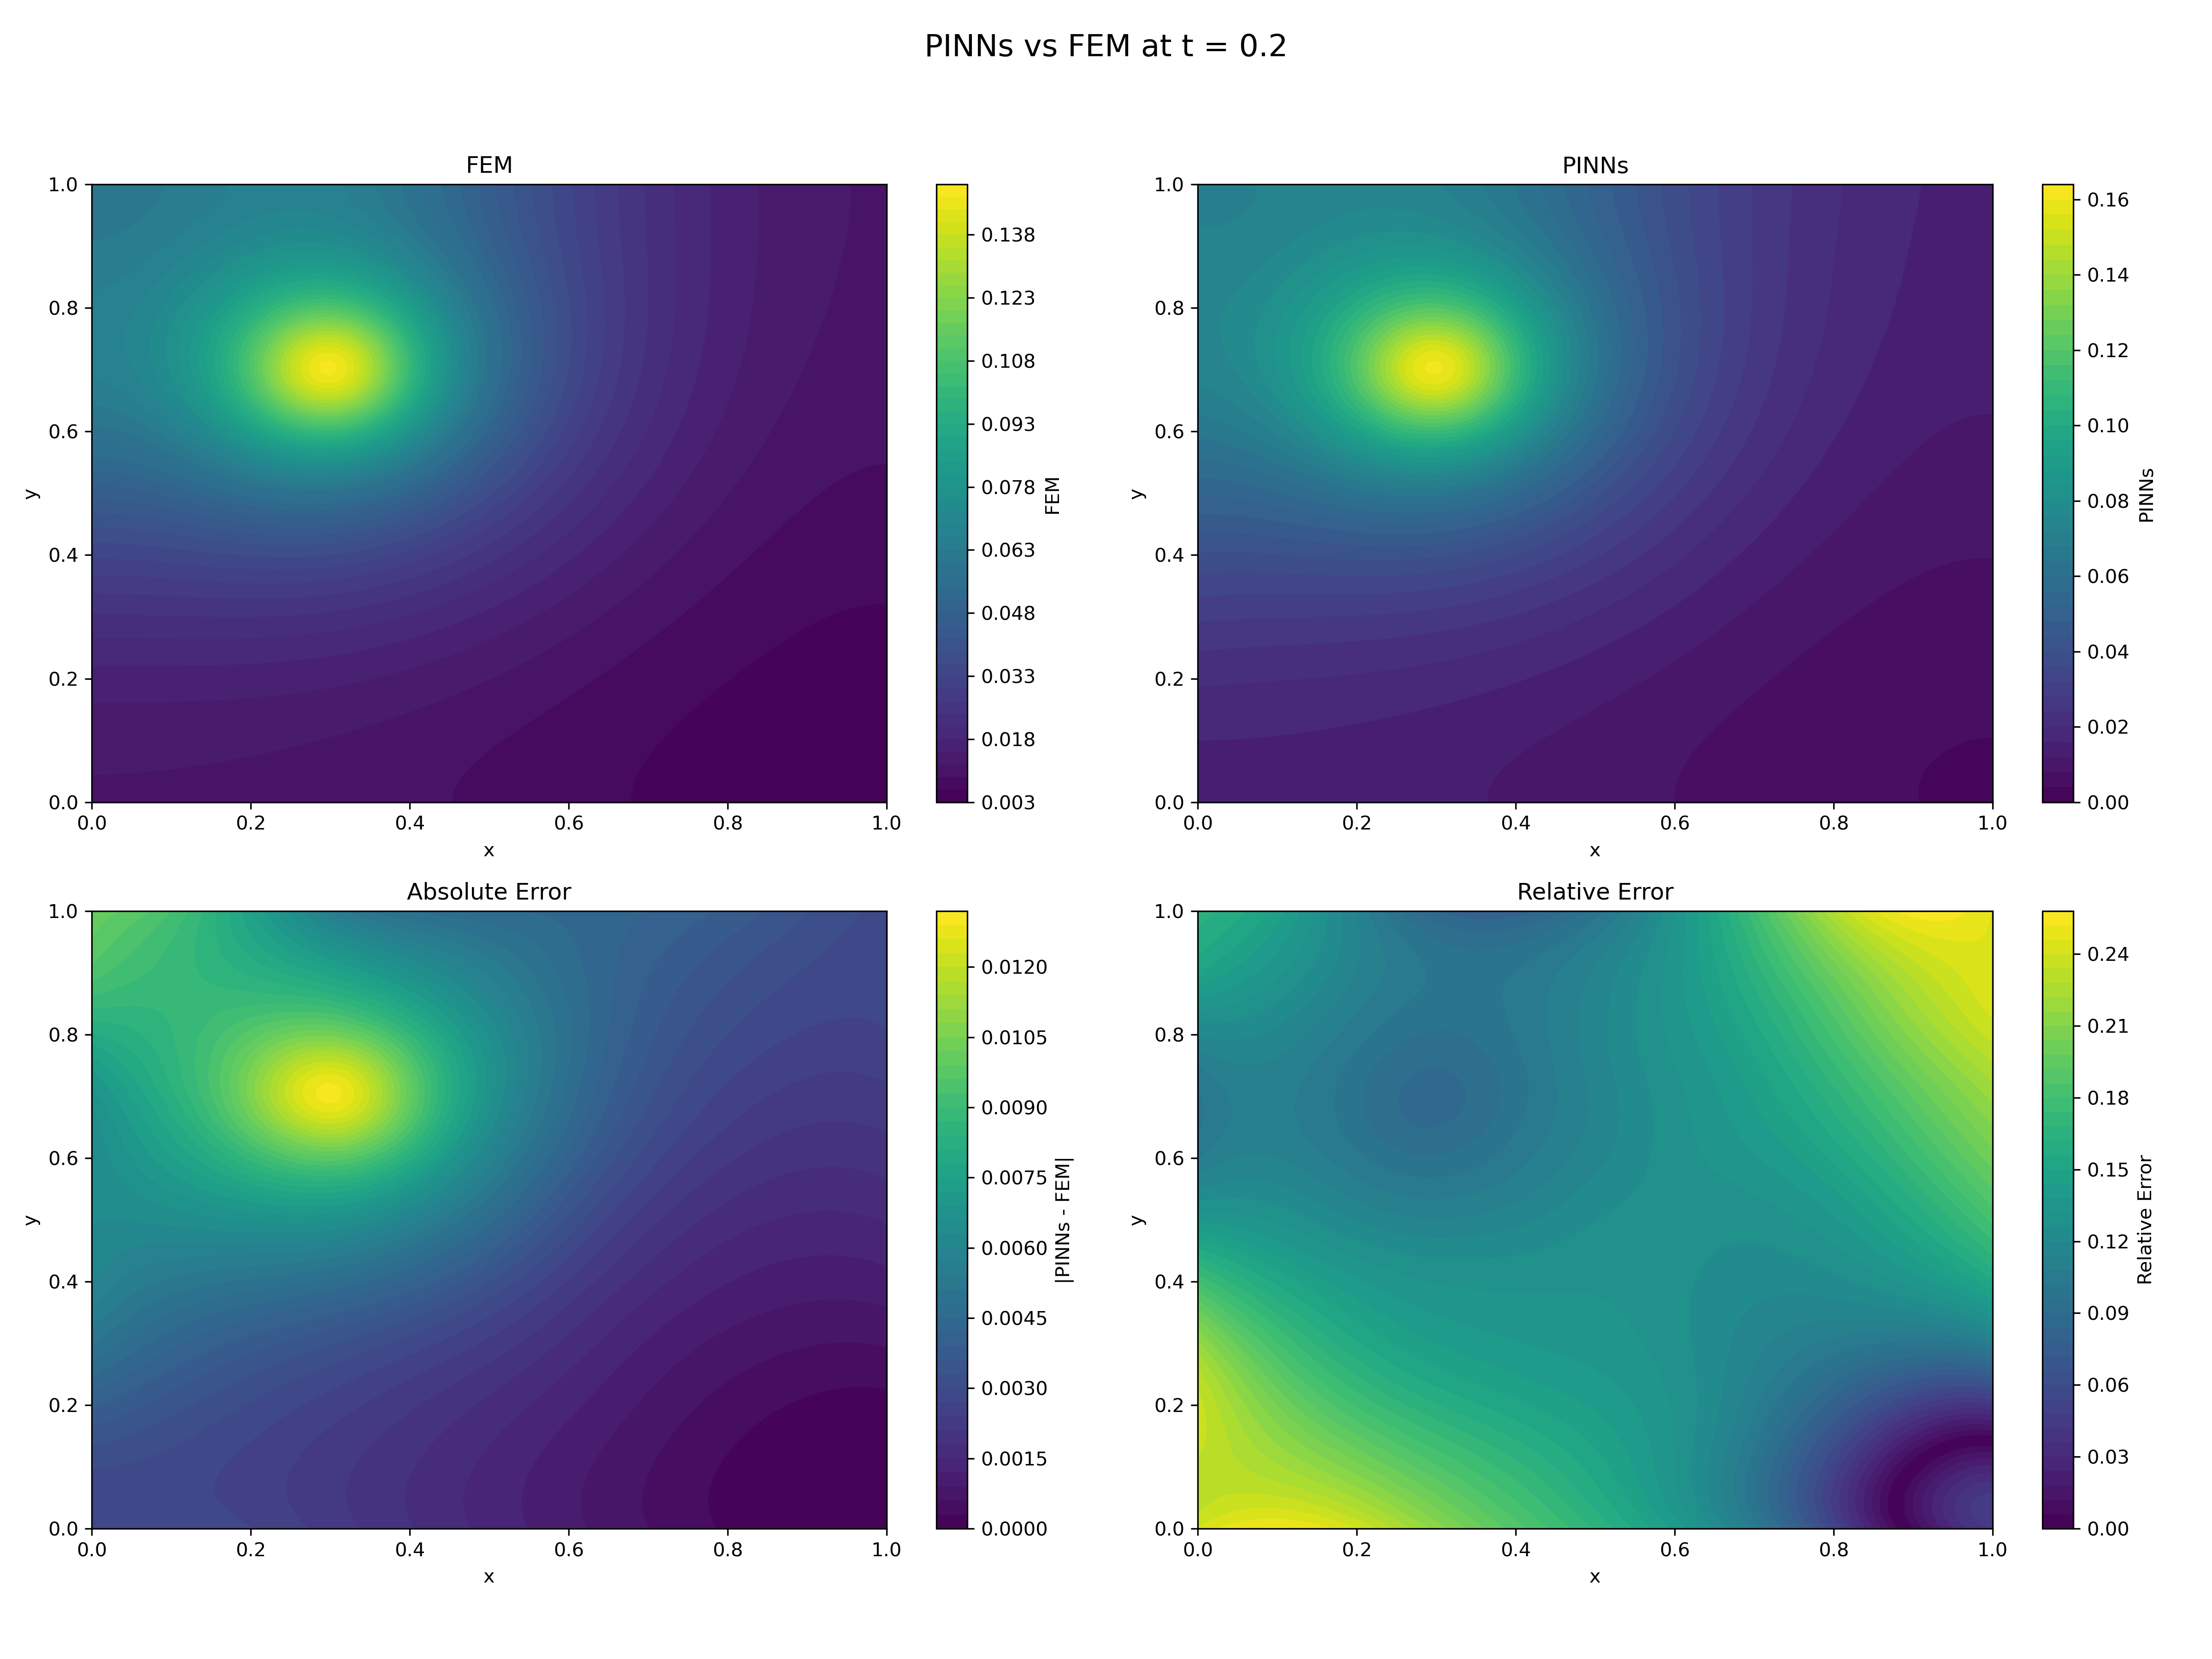 PINNs vs FEM at t = 0.2
FEM
1.0
0.8
0.6
0.4
0.2
0.0
y
0.0 0.2 0.4 0.6 0.8 1.0
x
0.138
0.123
0.108
0.093
0.078
0.063
0.048
0.033
0.018
0.003
FEM
PINNs
1.0
0.8
0.6
0.4
0.2
0.0
y
0.0 0.2 0.4 0.6 0.8 1.0
x
0.16
0.14
0.12
0.10
0.08
0.06
0.04
0.02
0.00
PINNs
Absolute Error
1.0
0.8
0.6
0.4
0.2
0.0
y
0.0 0.2 0.4 0.6 0.8 1.0
x
0.0120
0.0105
0.0090
0.0075
0.0060
0.0045
0.0030
0.0015
0.0000
|PINNs - FEM|
Relative Error
1.0
0.8
0.6
0.4
0.2
0.0
y
0.0 0.2 0.4 0.6 0.8 1.0
x
0.24
0.21
0.18
0.15
0.12
0.09
0.06
0.03
0.00
Relative Error